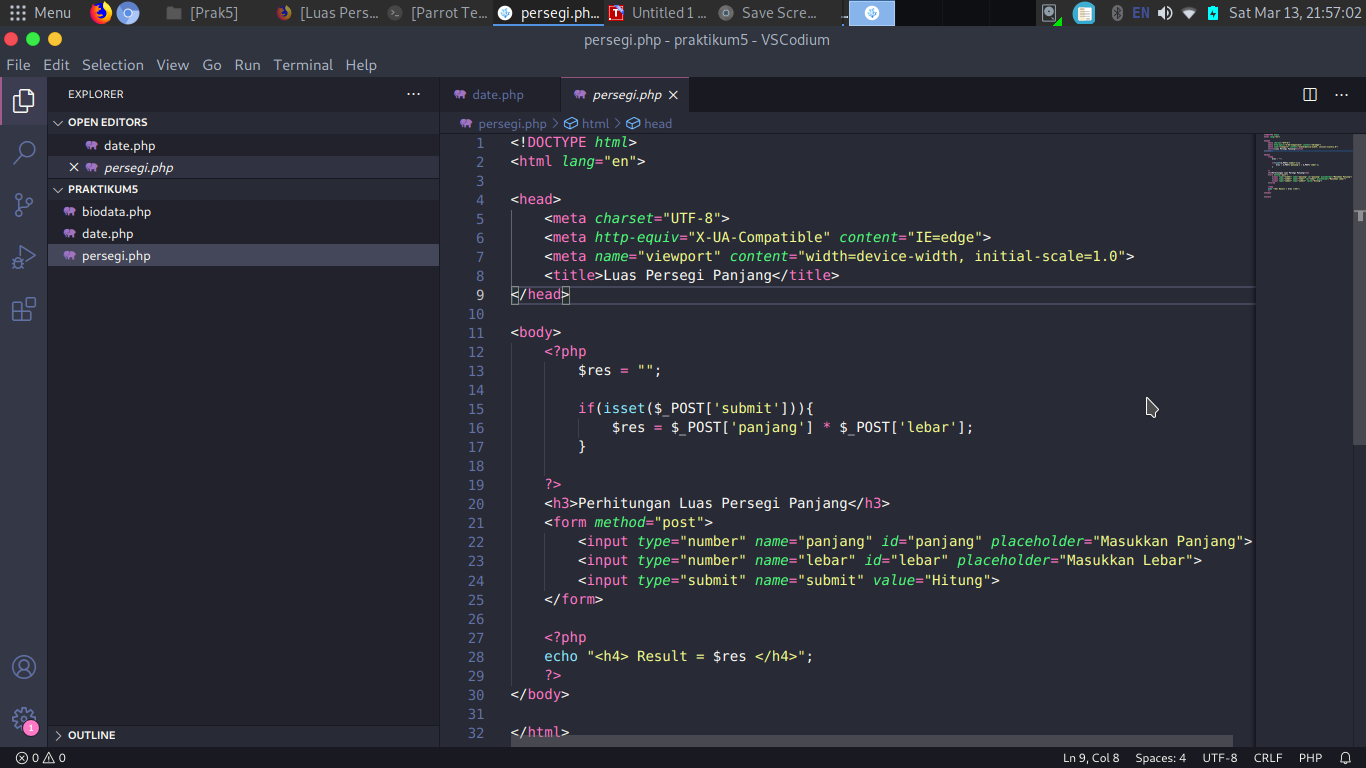 Menu [Prak5] [Luas Pers... [Parrot Te... persegi.ph... Untitled 1 ... Save Scre... EN Sat Mar 13, 21:57:02
persegi.php - praktikum5 - VSCodium
File Edit Selection View Go Run Terminal Help
EXPLORER ...
OPEN EDITORS
date.php
persegi.php
PRAKTIKUM5
biodata.php
date.php
persegi.php
OUTLINE
date.php persegi.php
persegi.php > html > head
1 <!DOCTYPE html>
2 <html lang="en">
3
4 <head>
5 <meta charset="UTF-8">
6 <meta http-equiv="X-UA-Compatible" content="IE=edge">
7 <meta name="viewport" content="width=device-width, initial-scale=1.0">
8 <title>Luas Persegi Panjang</title>
9 </head>
10
11 <body>
12 <?php
13 $res = "";
14
15 if(isset($_POST['submit'])){
16 $res = $_POST['panjang'] * $_POST['lebar'];
17 }
18
19 ?>
20 <h3>Perhitungan Luas Persegi Panjang</h3>
21 <form method="post">
22 <input type="number" name="panjang" id="panjang" placeholder="Masukkan Panjang">
23 <input type="number" name="lebar" id="lebar" placeholder="Masukkan Lebar">
24 <input type="submit" name="submit" value="Hitung">
25 </form>
26
27 <?php
28 echo "<h4> Result = $res </h4>";
29 ?>
30 </body>
31
32 </html>
1
0 0 Ln 9, Col 8 Spaces: 4 UTF-8 CRLF PHP